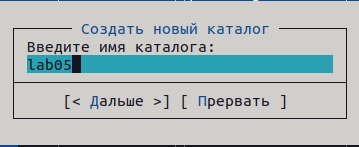 Создать новый каталог
Введите имя каталога:
lab05
[< Дальше >] [ Прервать ]